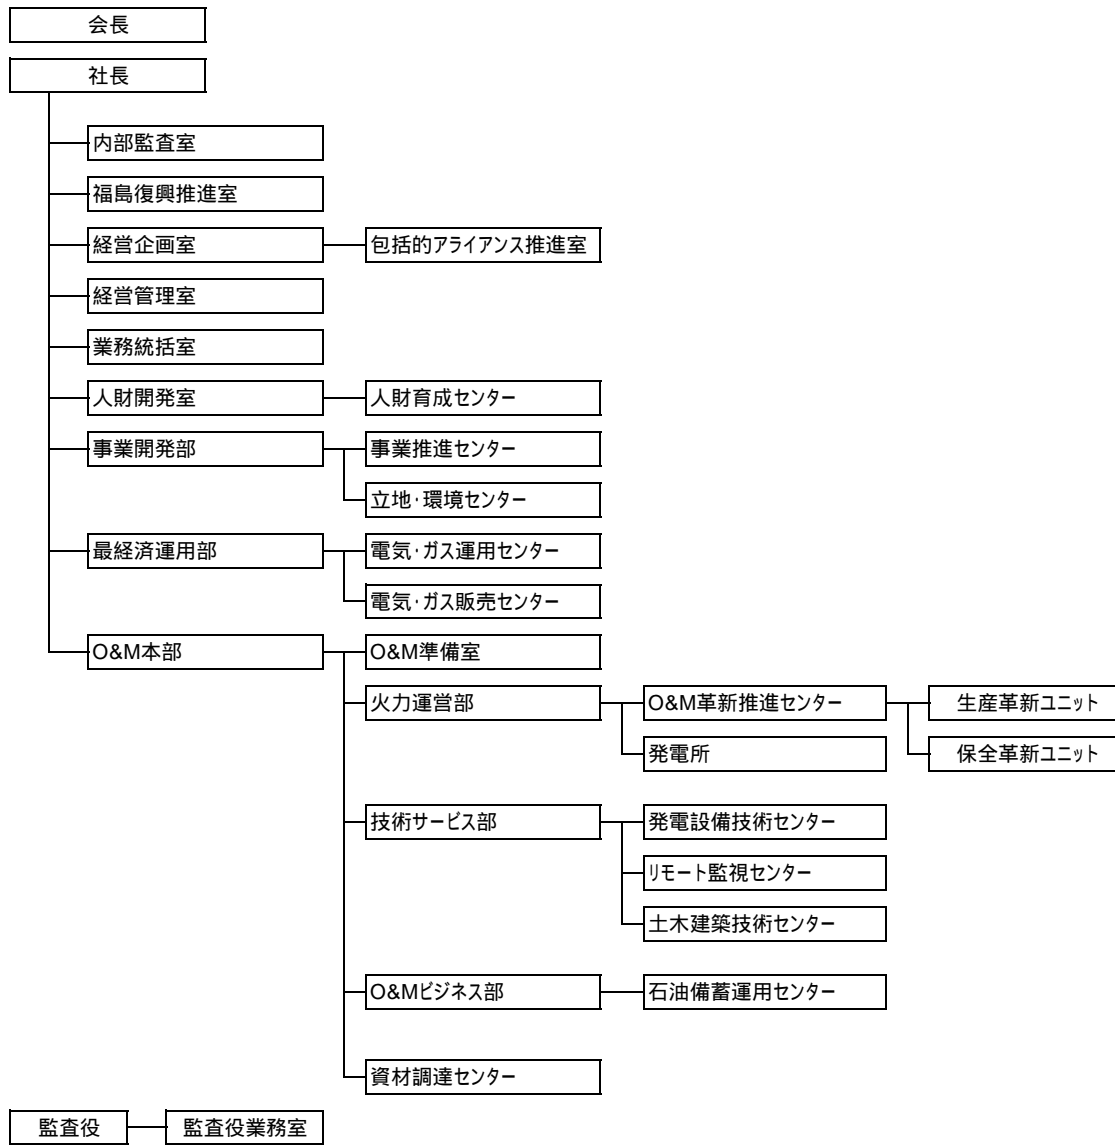 会長
社長
内部監査室
福島復興推進室
経営企画室
包括的アライアンス推進室
経営管理室
業務統括室
人財開発室
人財育成センター
事業開発部
事業推進センター
立地・環境センター
最経済運用部
電気・ガス運用センター
電気・ガス販売センター
O&M本部
O&M準備室
火力運営部
O&M革新推進センター
生産革新ユニット
発電所
保全革新ユニット
技術サービス部
発電設備技術センター
リモート監視センター
土木建築技術センター
O&Mビジネス部
石油備蓄運用センター
資材調達センター
監査役
監査役業務室